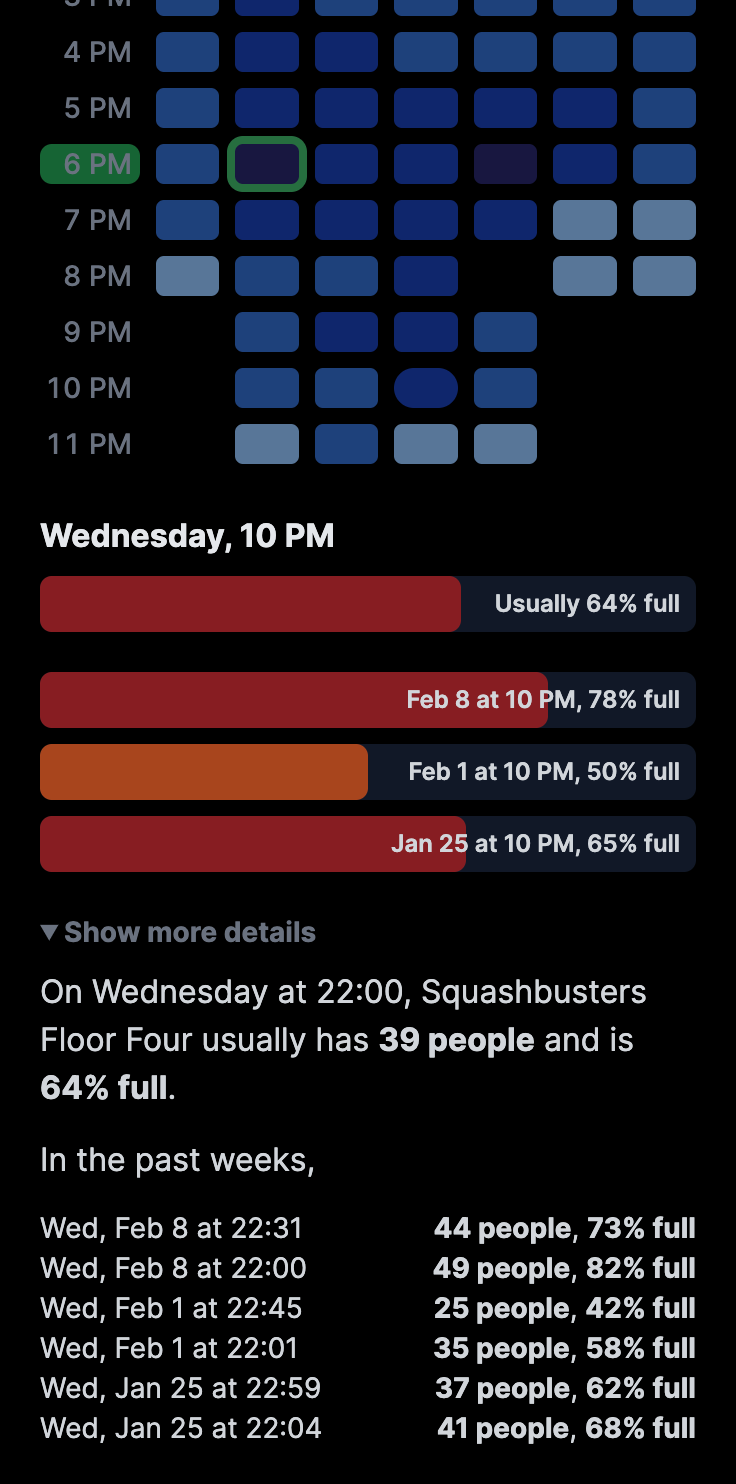 4 PM
5 PM
6 PM
7 PM
8 PM
9 PM
10 PM
11 PM
Wednesday, 10 PM
Usually 64% full
Feb 8 at 10 PM, 78% full
Feb 1 at 10 PM, 50% full
Jan 25 at 10 PM, 65% full
▼ Show more details
On Wednesday at 22:00, Squashbusters
Floor Four usually has 39 people and is
64% full.
In the past weeks,
Wed, Feb 8 at 22:31 44 people, 73% full
Wed, Feb 8 at 22:00 49 people, 82% full
Wed, Feb 1 at 22:45 25 people, 42% full
Wed, Feb 1 at 22:01 35 people, 58% full
Wed, Jan 25 at 22:59 37 people, 62% full
Wed, Jan 25 at 22:04 41 people, 68% full